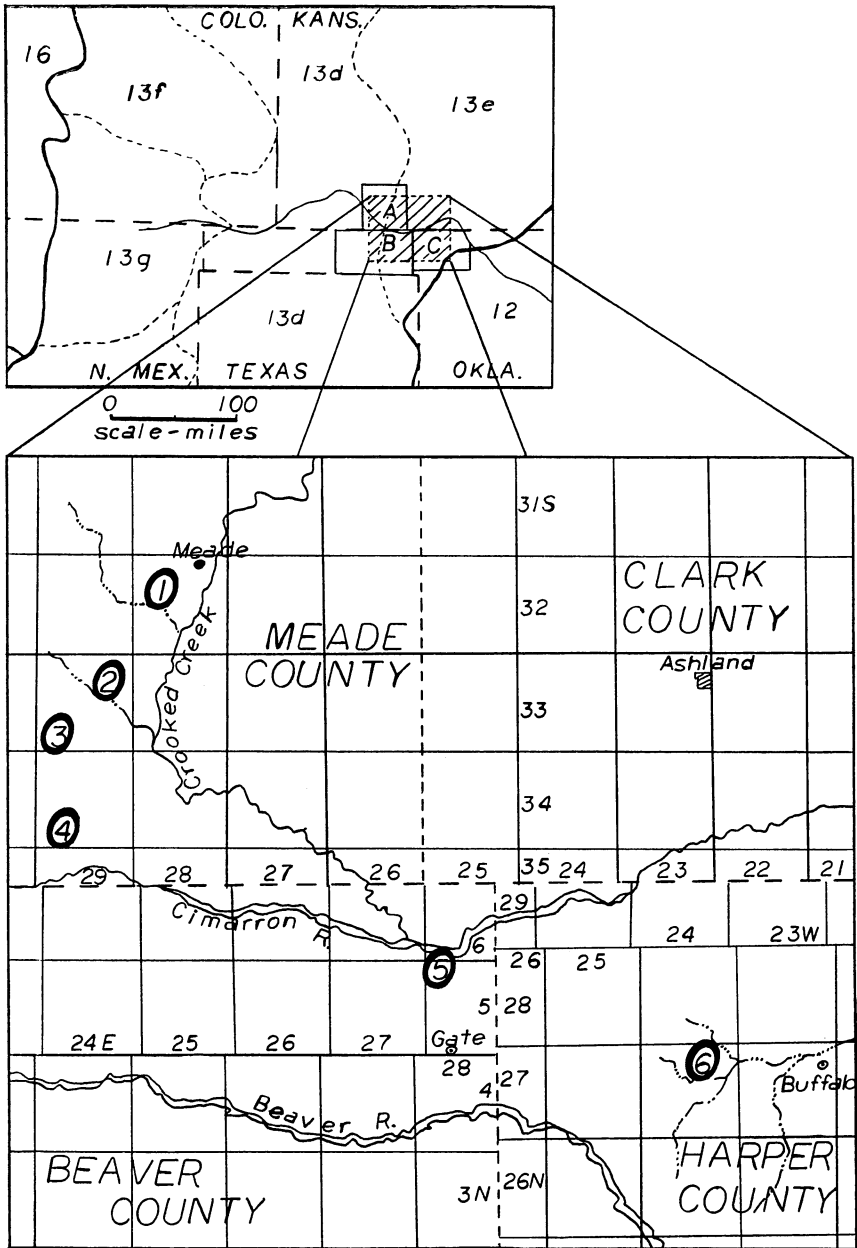 COLO. KANS.
16
13f
13d
13e
A
B
C
13g
13d
12
N. MEX. TEXAS OKLA.
0 100
scale-miles
31S
Meade
1
CLARK
COUNTY
32
MEADE
COUNTY
Crooked Creek
Ashland
2
33
3
34
4
29 28 27 26 25 35 24 23 22 21
Cimarron R.
29
6
24 23W
5
26 25
5 28
24E 25 26 27
Gate
28
6
Buffalo
4 27
Beaver R.
BEAVER
COUNTY
HARPER
COUNTY
3N 26N